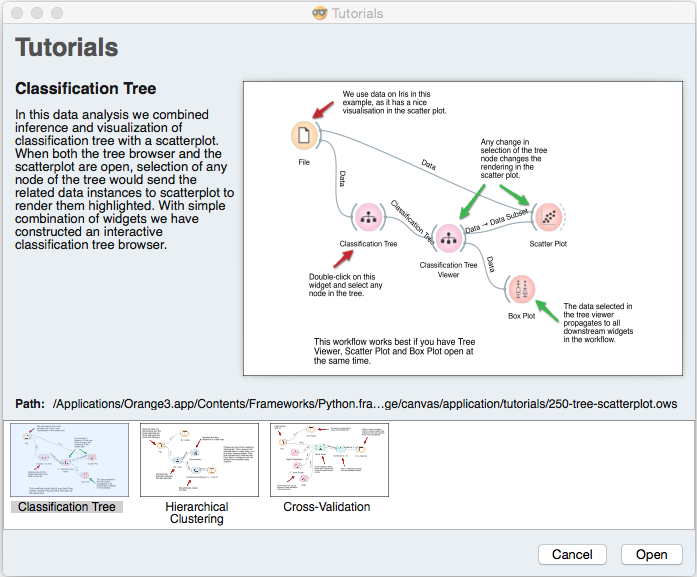 Tutorials
Tutorials
Classification Tree
In this data analysis we combined
inference and visualization of
classification tree with a scatterplot.
When both the tree browser and the
scatterplot are open, selection of any
node of the tree would send the
related data instances to scatterplot to
render them highlighted. With simple
combination of widgets we have
constructed an interactive
classification tree browser.
We use data on Iris in this
example, as it has a nice
visualisation in the scatter plot.
File
Data
Data
Any change in
selection of the tree
node changes the
rendering in the
scatter plot.
Classification Tree
Classification Tree
Data → Data Subset
Scatter Plot
Classification Tree
Viewer
Data
Double-click on this
widget and select any
node in the tree.
Box Plot
The data selected in
the tree viewer
propagates to all
downstream widgets
in the workflow.
This workflow works best if you have Tree
Viewer, Scatter Plot and Box Plot open at
the same time.
Path: /Applications/Orange3.app/Contents/Frameworks/Python.fra…ge/canvas/application/tutorials/250-tree-scatterplot.ows
Classification Tree
Hierarchical
Clustering
Cross-Validation
Cancel
Open